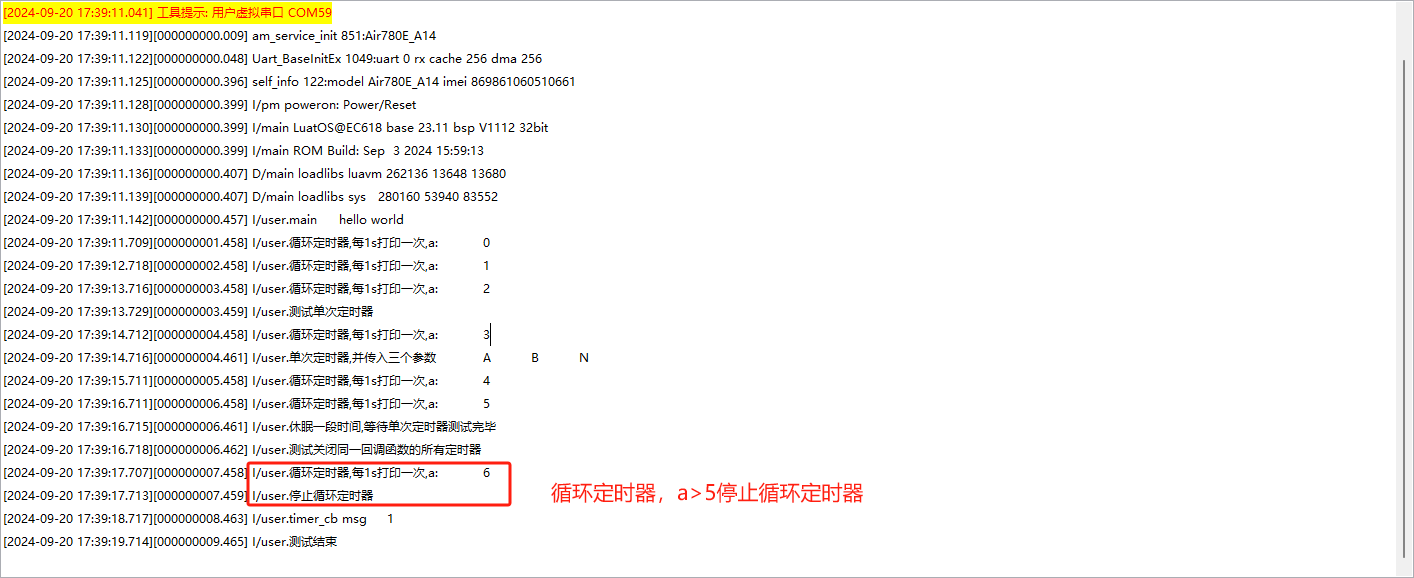 [2024-09-20 17:39:11.041] 工具提示: 用户虚拟串口 COM59
[2024-09-20 17:39:11.119][000000000.009] am_service_init 851:Air780E_A14
[2024-09-20 17:39:11.122][000000000.048] Uart_BaseInitEx 1049:uart 0 rx cache 256 dma 256
[2024-09-20 17:39:11.125][000000000.396] self_info 122:model Air780E_A14 imei 869861060510661
[2024-09-20 17:39:11.128][000000000.399] I/pm poweron: Power/Reset
[2024-09-20 17:39:11.130][000000000.399] I/main LuatOS@EC618 base 23.11 bsp V1112 32bit
[2024-09-20 17:39:11.133][000000000.399] I/main ROM Build: Sep  3 2024 15:59:13
[2024-09-20 17:39:11.136][000000000.407] D/main loadlibs luavm 262136 13648 13680
[2024-09-20 17:39:11.139][000000000.407] D/main loadlibs sys   280160 53940 83552
[2024-09-20 17:39:11.142][000000000.457] I/user.main hello world
[2024-09-20 17:39:11.709][000000001.458] I/user.循环定时器,每1s打印一次,a: 0
[2024-09-20 17:39:12.718][000000002.458] I/user.循环定时器,每1s打印一次,a: 1
[2024-09-20 17:39:13.716][000000003.458] I/user.循环定时器,每1s打印一次,a: 2
[2024-09-20 17:39:13.729][000000003.459] I/user.测试单次定时器
[2024-09-20 17:39:14.712][000000004.458] I/user.循环定时器,每1s打印一次,a: 3
[2024-09-20 17:39:14.716][000000004.461] I/user.单次定时器,并传入三个参数 A B N
[2024-09-20 17:39:15.711][000000005.458] I/user.循环定时器,每1s打印一次,a: 4
[2024-09-20 17:39:16.711][000000006.458] I/user.循环定时器,每1s打印一次,a: 5
[2024-09-20 17:39:16.715][000000006.461] I/user.休眠一段时间,等待单次定时器测试完毕
[2024-09-20 17:39:16.718][000000006.462] I/user.测试关闭同一回调函数的所有定时器
[2024-09-20 17:39:17.707][000000007.458] I/user.循环定时器,每1s打印一次,a: 6
[2024-09-20 17:39:17.713][000000007.459] I/user.停止循环定时器
循环定时器，a>5停止循环定时器
[2024-09-20 17:39:18.717][000000008.463] I/user.timer_cb msg 1
[2024-09-20 17:39:19.714][000000009.465] I/user.测试结束